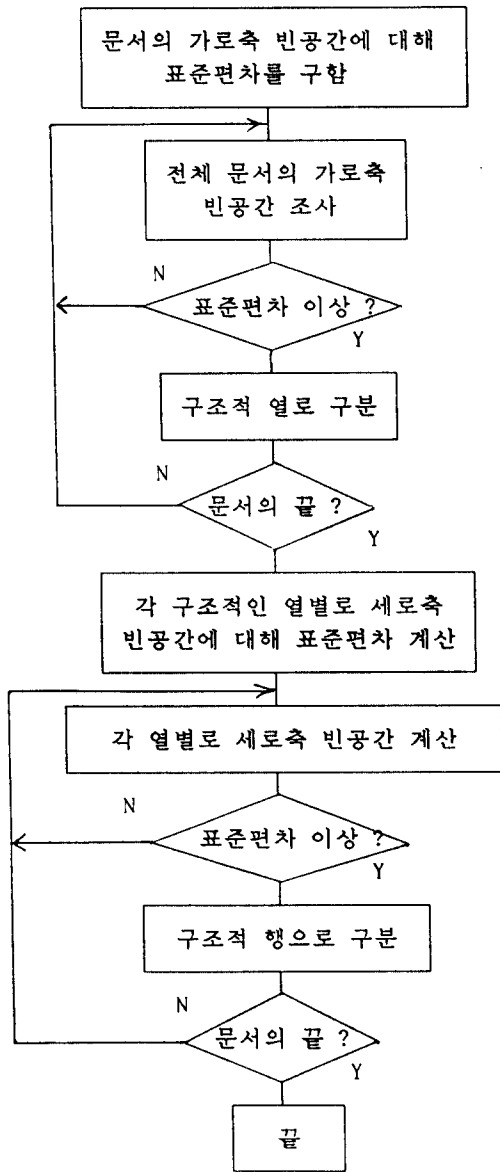 문서의 가로축 빈공간에 대해
표준편차를 구함
전체 문서의 가로축
빈공간 조사
N
표준편차 이상 ?
Y
구조적 열로 구분
N
문서의 끝 ?
Y
각 구조적인 열별로 세로축
빈공간에 대해 표준편차 계산
각 열별로 세로축 빈공간 계산
N
표준편차 이상 ?
Y
구조적 행으로 구분
N
문서의 끝 ?
Y
끝